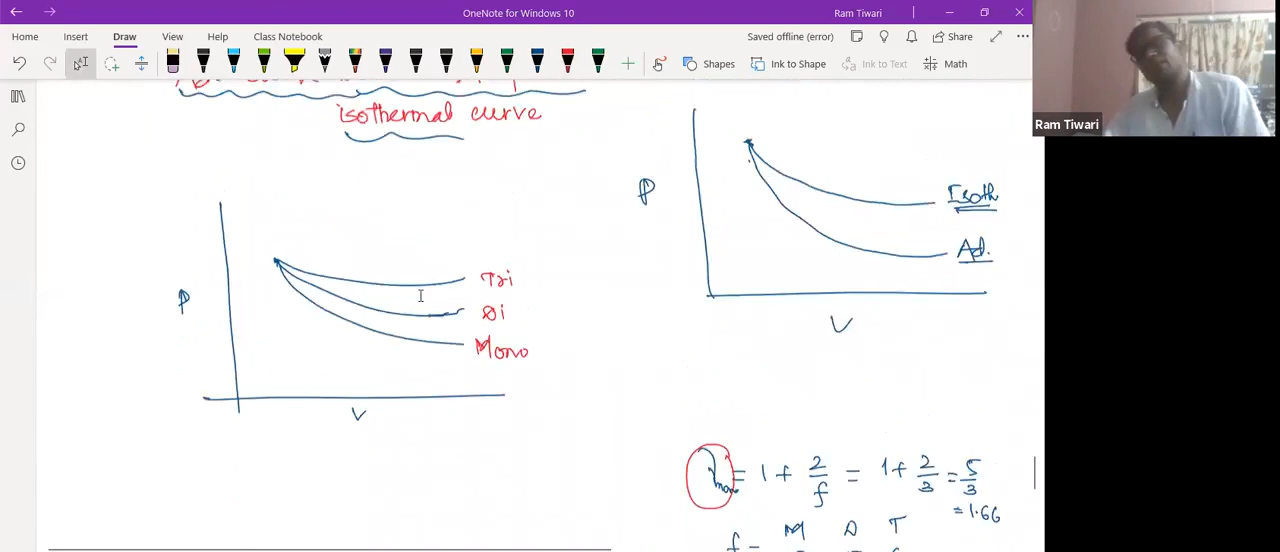 OneNote for Windows 10
Ram Tiwari
Home Insert Draw View Help Class Notebook
Saved offline (error) Share
Shapes Ink to Shape Ink to Text Math
isothermal curve
P
Isoth
Ad.
V
P
Tri
Di
Mono
V
γmono = 1 + 2/f = 1 + 2/3 = 5/3
= 1.66
M D T
f =
Ram Tiwari